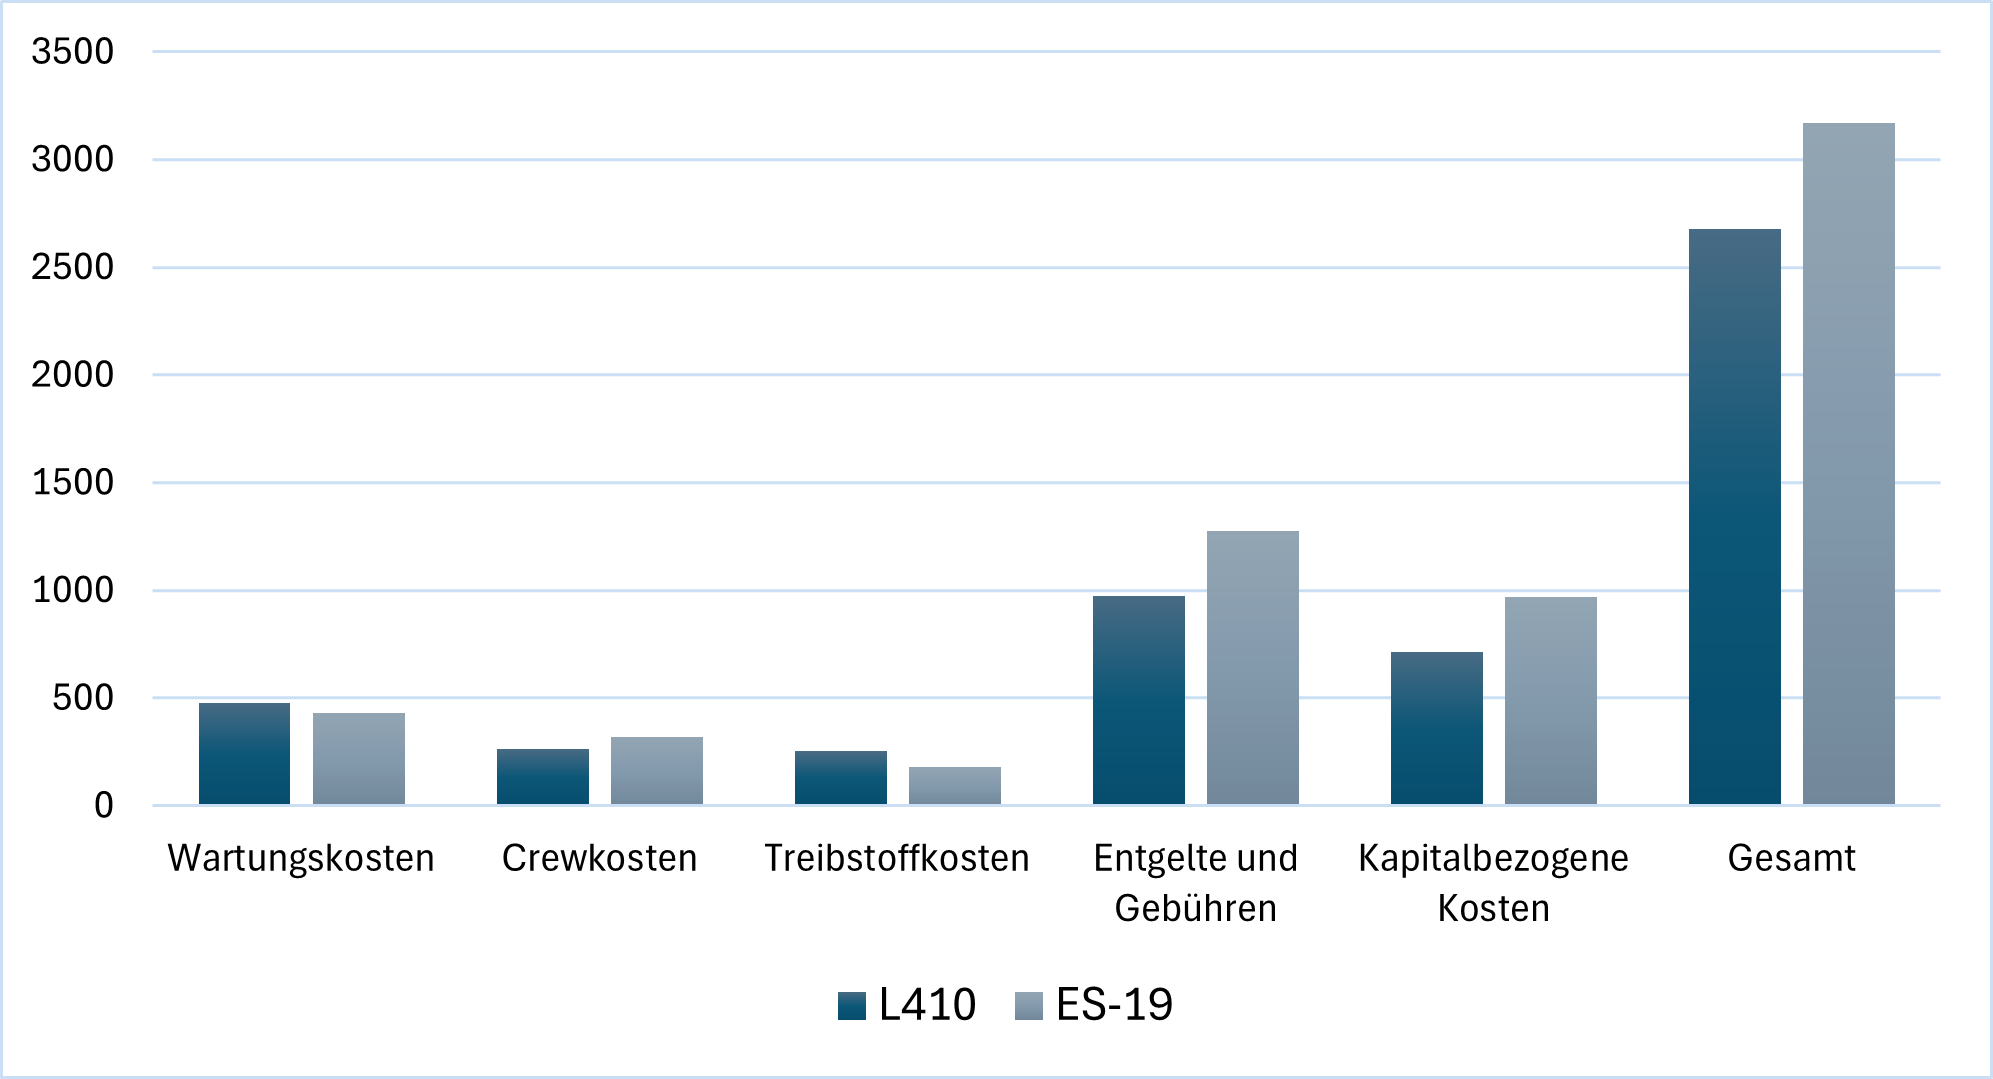 3500
3000
2500
2000
1500
1000
500
0
Wartungskosten
Crewkosten
Treibstoffkosten
Entgelte und
Gebühren
Kapitalbezogene
Kosten
Gesamt
L410
ES-19